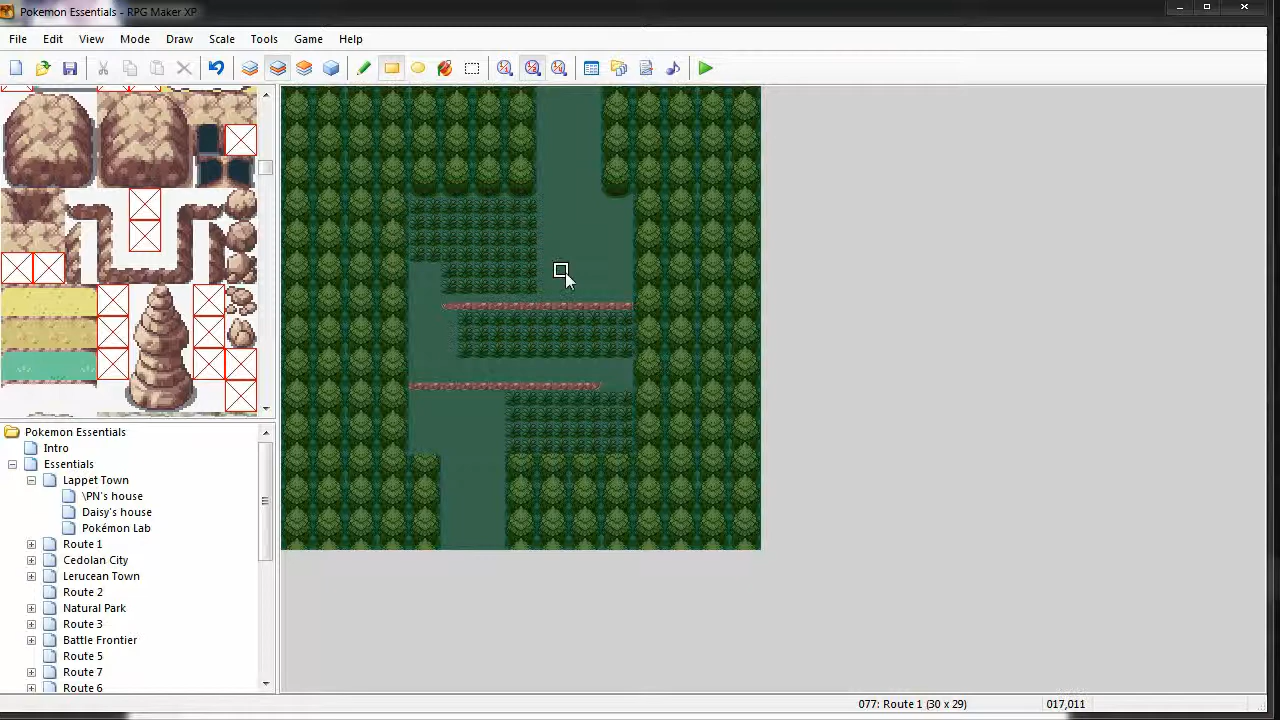 Pokemon Essentials - RPG Maker XP
File Edit View Mode Draw Scale Tools Game Help
Pokemon Essentials
Intro
Essentials
Lappet Town
\PN's house
Daisy's house
Pokémon Lab
Route 1
Cedolan City
Lerucean Town
Route 2
Natural Park
Route 3
Battle Frontier
Route 5
Route 7
Route 6
077: Route 1 (30 x 29) 017,011